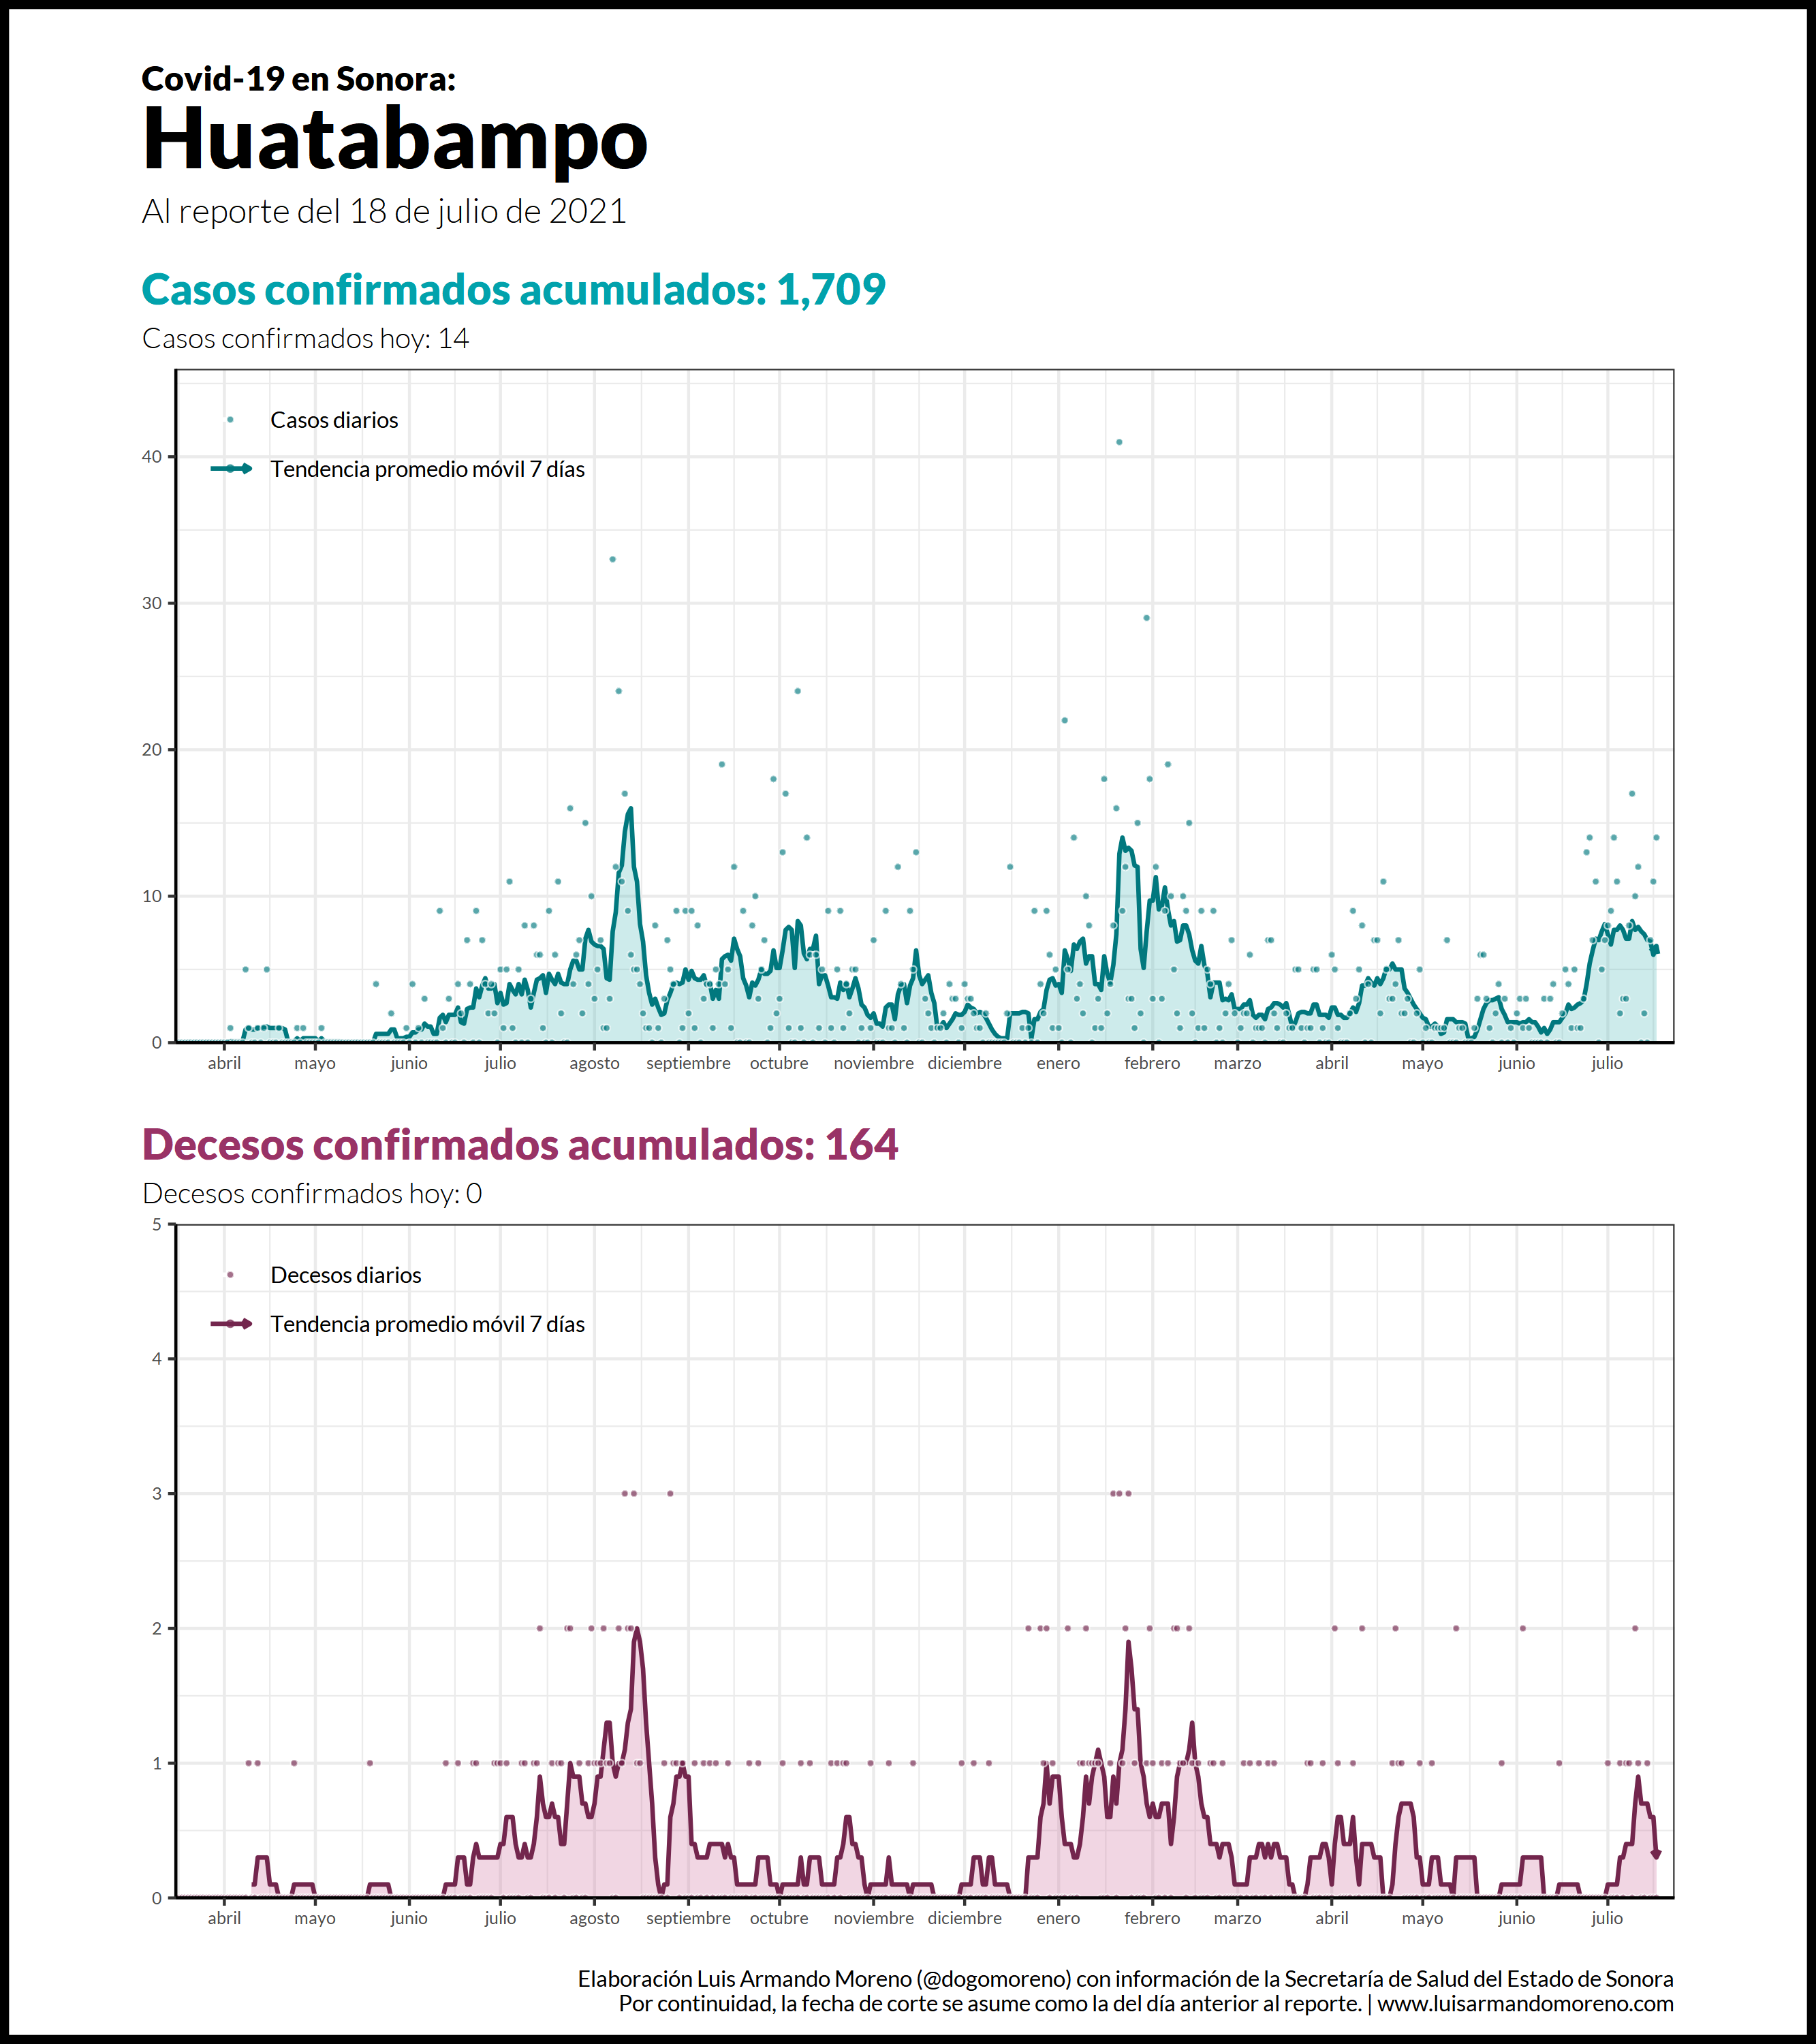 Covid-19 en Sonora:
Huatabampo
Al reporte del 18 de julio de 2021
Casos confirmados acumulados: 1,709
Casos confirmados hoy: 14
Casos diarios
Tendencia promedio móvil 7 días
40
30
20
10
0
abril mayo junio julio agosto septiembre octubre noviembre diciembre enero febrero marzo abril mayo junio julio
Decesos confirmados acumulados: 164
Decesos confirmados hoy: 0
5
Decesos diarios
Tendencia promedio móvil 7 días
4
3
2
1
0
abril mayo junio julio agosto septiembre octubre noviembre diciembre enero febrero marzo abril mayo junio julio
Elaboración Luis Armando Moreno (@dogomoreno) con información de la Secretaría de Salud del Estado de Sonora
Por continuidad, la fecha de corte se asume como la del día anterior al reporte. | www.luisarmandomoreno.com